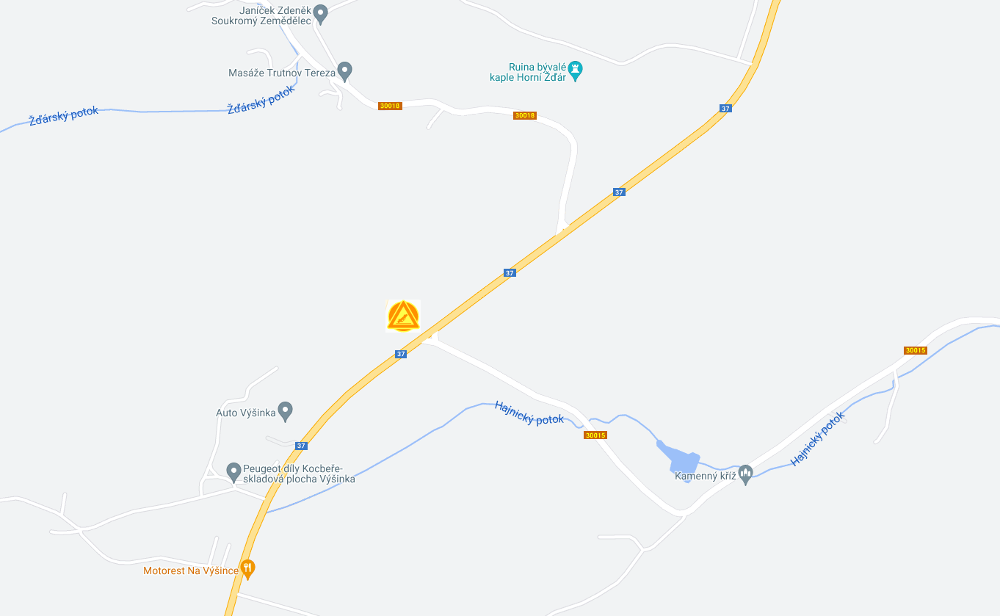 Janíček Zdeněk
Soukromý Zemědělec
Ruina bývalé
kaple Horní Žďár
Masáže Trutnov Tereza
Žďárský potok
Žďárský potok
30018
30018
37
37
37
37
30015
Auto Výšinka
Hajnický potok
30015
Hajnický potok
37
Peugeot díly Kocbeře-
skladová plocha Výšinka
Kamenný kříž
Motorest Na Výšince